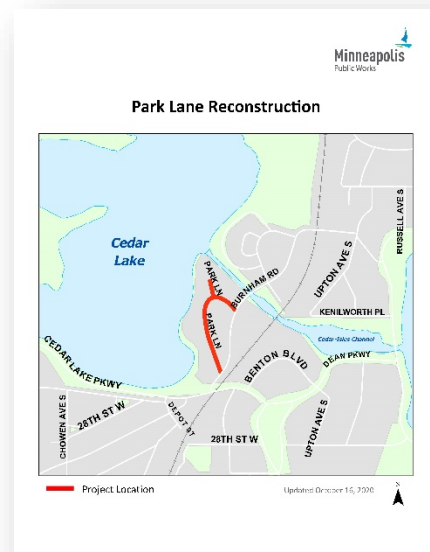 Minneapolis
Public Works
Park Lane Reconstruction
Cedar
Lake
PARK LN
BURNHAM RD
UPTON AVE S
RUSSELL AVE S
KENILWORTH PL
PARK LN
Cedar-Isles Channel
DEAN PKWY
BENTON BLVD
CEDAR LAKE PKWY
CHOWEN AVE S
28TH ST W
DEPOT ST
28TH ST W
UPTON AVE S
Project Location
Updated October 16, 2020
N